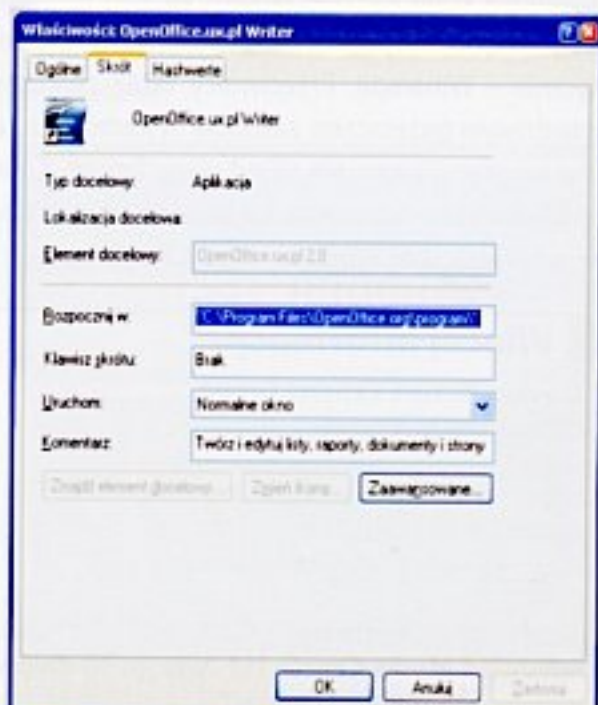 Właściwości: OpenOffice.ux.pl Writer
Ogólne Skrót Hashwerte
OpenOffice.ux.pl Writer
Typ docelowy: Aplikacja
Lokalizacja docelowa:
Element docelowy: OpenOffice.ux.pl 2.0
Rozpocznij w: "C:\Program Files\OpenOffice.org\program\"
Klawisz skrótu: Brak
Uruchom: Normalne okno
Komentarz: Twórz i edytuj listy, raporty, dokumenty i strony
Znajdź element docelowy... Zmień ikonę... Zaawansowane...
OK Anuluj Zastosuj